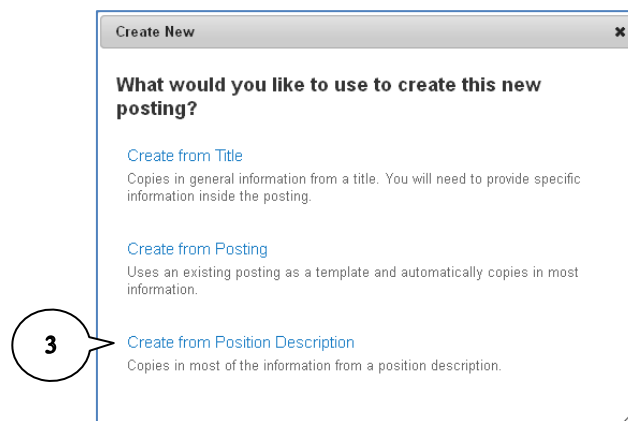 Create New
What would you like to use to create this new
posting?
Create from Title
Copies in general information from a title. You will need to provide specific
information inside the posting.
Create from Posting
Uses an existing posting as a template and automatically copies in most
information.
3
Create from Position Description
Copies in most of the information from a position description.